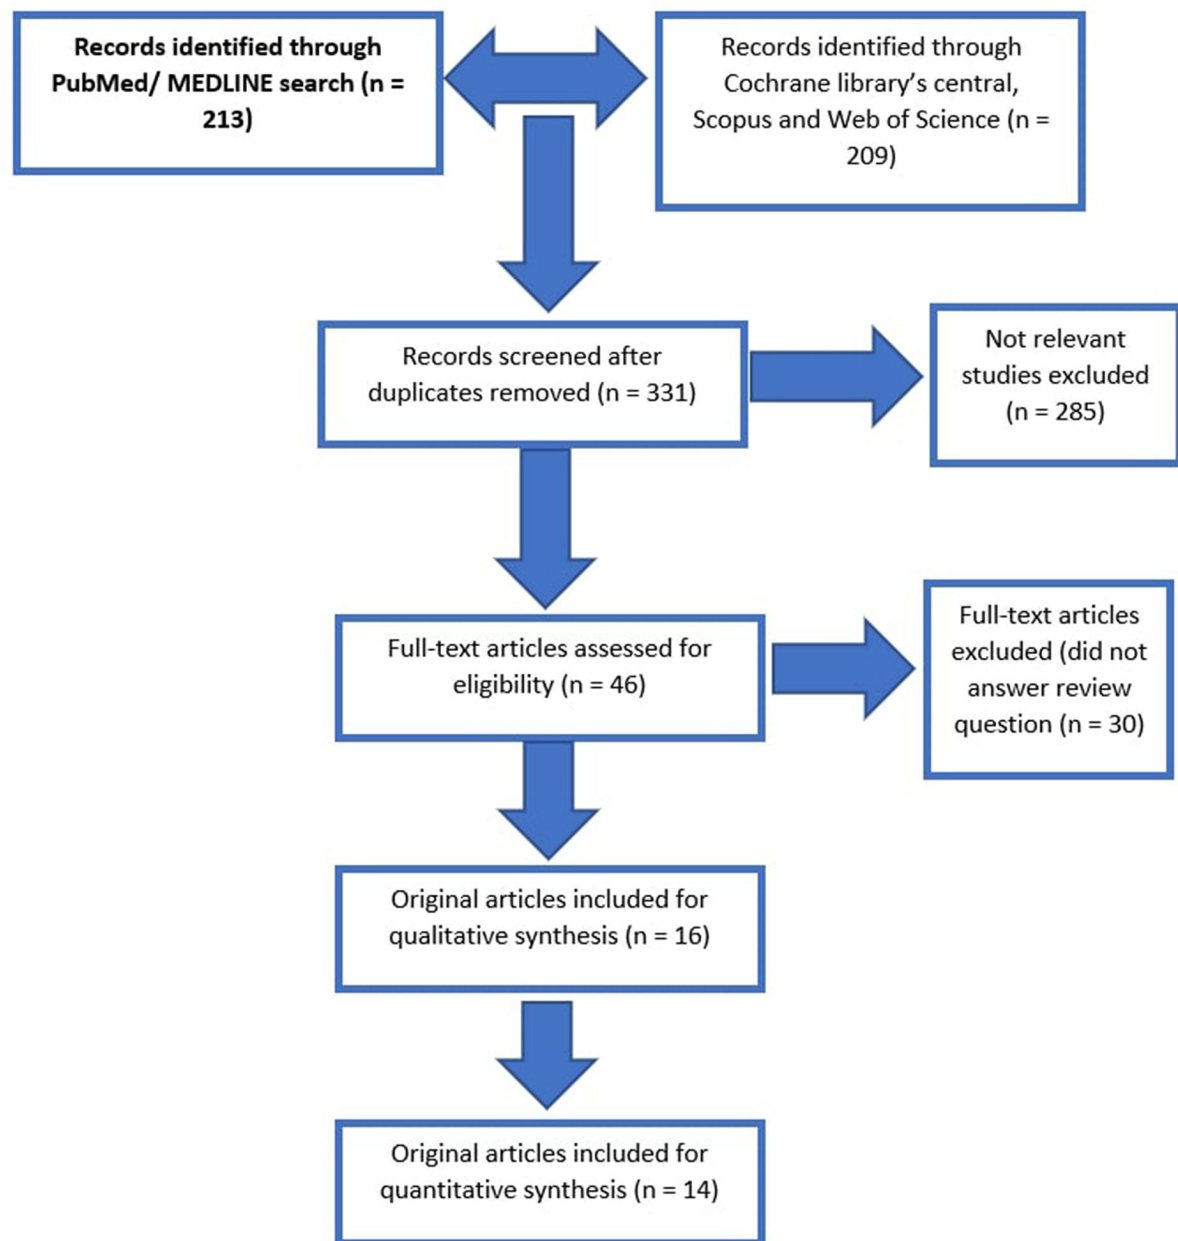 Records identified through
PubMed/ MEDLINE search (n =
213)
Records identified through
Cochrane library's central,
Scopus and Web of Science (n =
209)
Records screened after
duplicates removed (n = 331)
Not relevant
studies excluded
(n = 285)
Full-text articles assessed for
eligibility (n = 46)
Full-text articles
excluded (did not
answer review
question (n = 30)
Original articles included for
qualitative synthesis (n = 16)
Original articles included for
quantitative synthesis (n = 14)